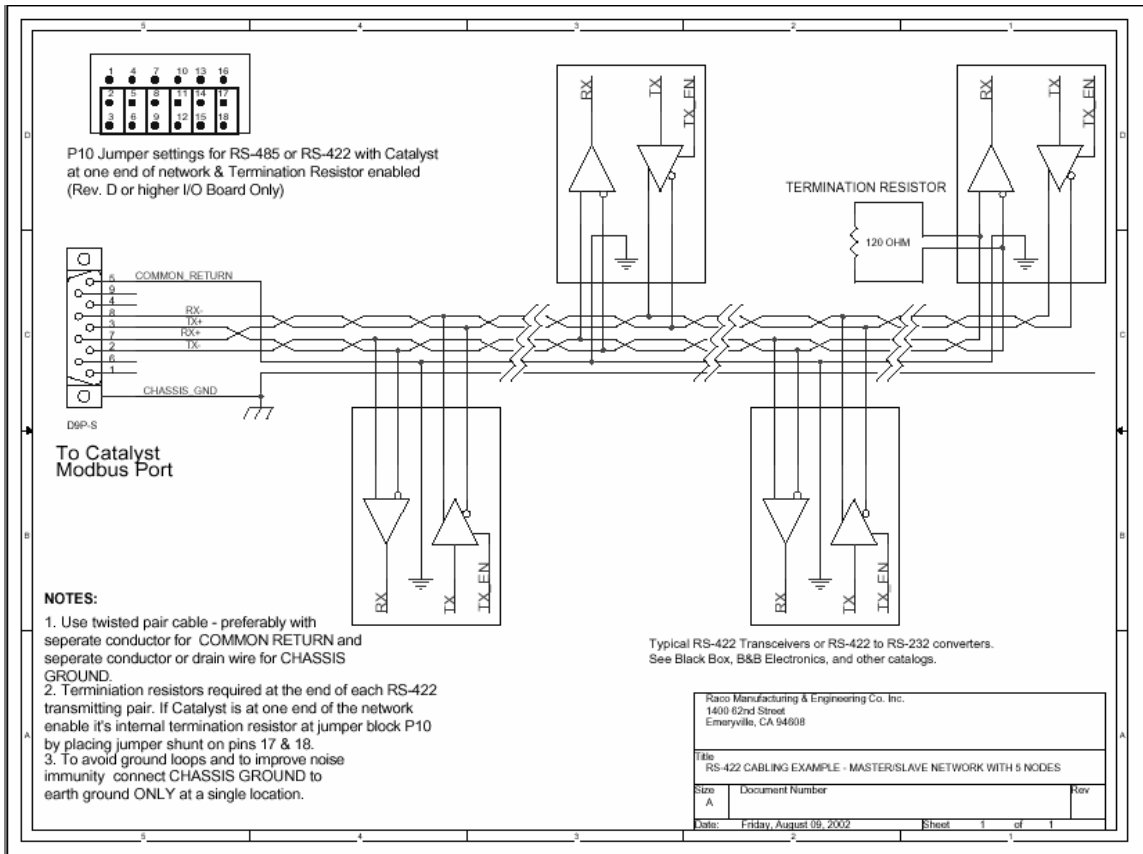 5 4 3 2 1
D
D
1 4 7 10 13 16
2 5 8 11 14 17
3 6 9 12 15 18
P10 Jumper settings for RS-485 or RS-422 with Catalyst
at one end of network & Termination Resistor enabled
(Rev. D or higher I/O Board Only)
RX
TX
TX_EN
RX
TX
TX_EN
TERMINATION RESISTOR
120 OHM
5 COMMON_RETURN
9
4
8 RX-
3 TX+
7 RX+
2 TX-
6
1
CHASSIS_GND
D9P-S
C
C
To Catalyst
Modbus Port
B
B
RX
TX
TX_EN
RX
TX
TX_EN
NOTES:
1. Use twisted pair cable - preferably with
seperate conductor for COMMON RETURN and
seperate conductor or drain wire for CHASSIS
GROUND.
2. Terminiation resistors required at the end of each RS-422
transmitting pair. If Catalyst is at one end of the network
enable it's internal termination resistor at jumper block P10
by placing jumper shunt on pins 17 & 18.
3. To avoid ground loops and to improve noise
immunity connect CHASSIS GROUND to
earth ground ONLY at a single location.
Typical RS-422 Transceivers or RS-422 to RS-232 converters.
See Black Box, B&B Electronics, and other catalogs.
A
A
Raco Manufacturing & Engineering Co. Inc.
1400 62nd Street
Emeryville, CA 94608
Title
RS-422 CABLING EXAMPLE - MASTER/SLAVE NETWORK WITH 5 NODES
Size Document Number Rev
A
Date: Friday, August 09, 2002 Sheet 1 of 1
5 4 3 2 1